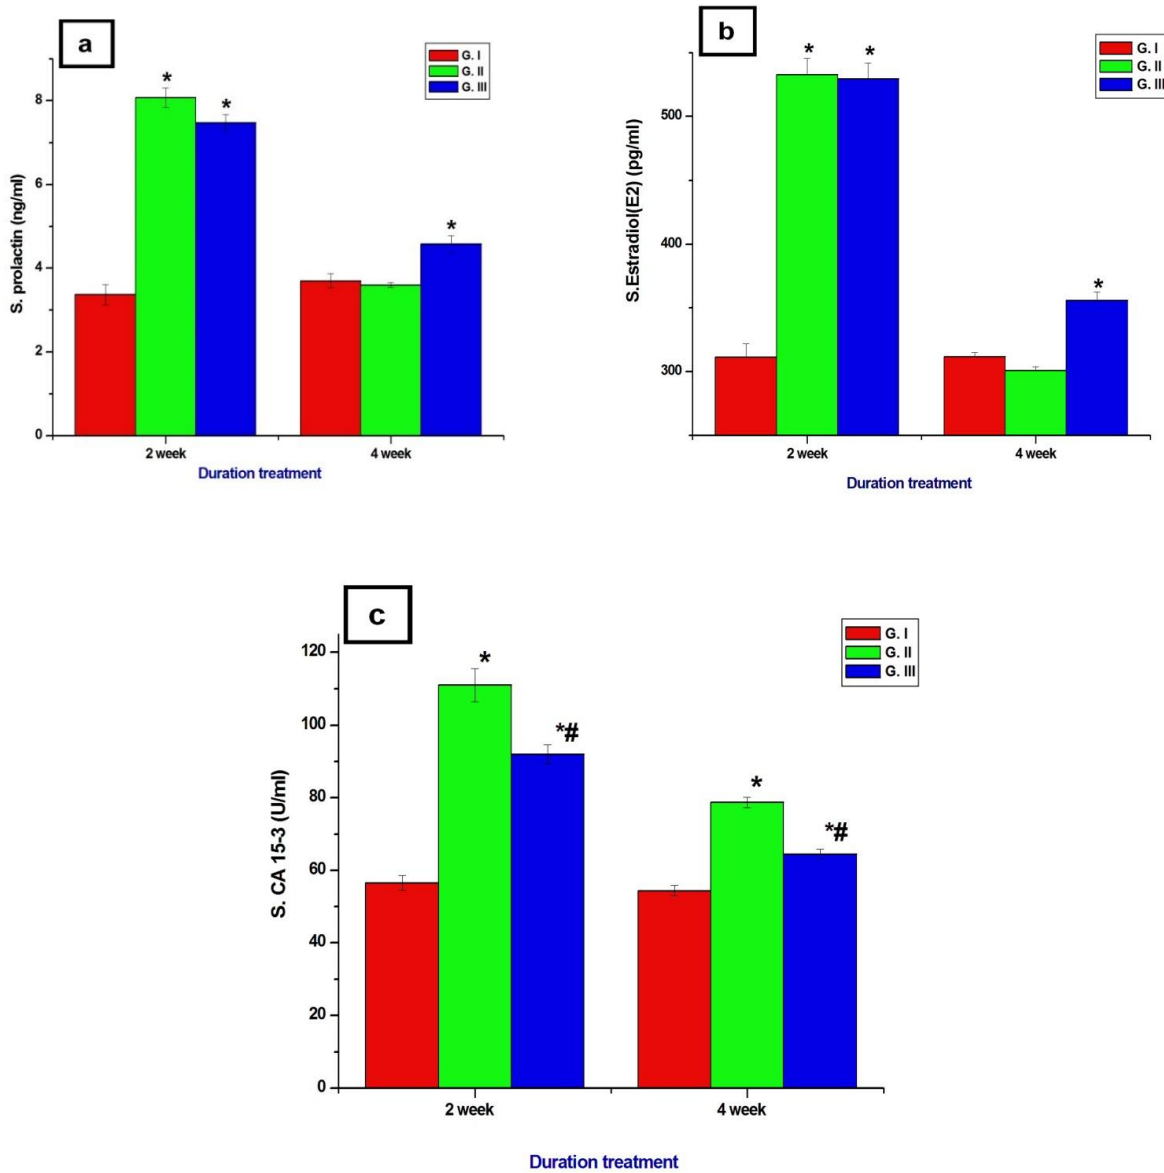 a
G. I
G. II
G. III
S. prolactin (ng/ml)
8
6
4
2
0
*
*
*
2 week
4 week
Duration treatment
b
G. I
G. II
G. III
S.Estradiol(E2) (pg/ml)
500
400
300
*
*
*
2 week
4 week
Duration treatment
c
G. I
G. II
G. III
S. CA 15-3 (U/ml)
120
100
80
60
40
20
0
*
*#
*
*#
2 week
4 week
Duration treatment